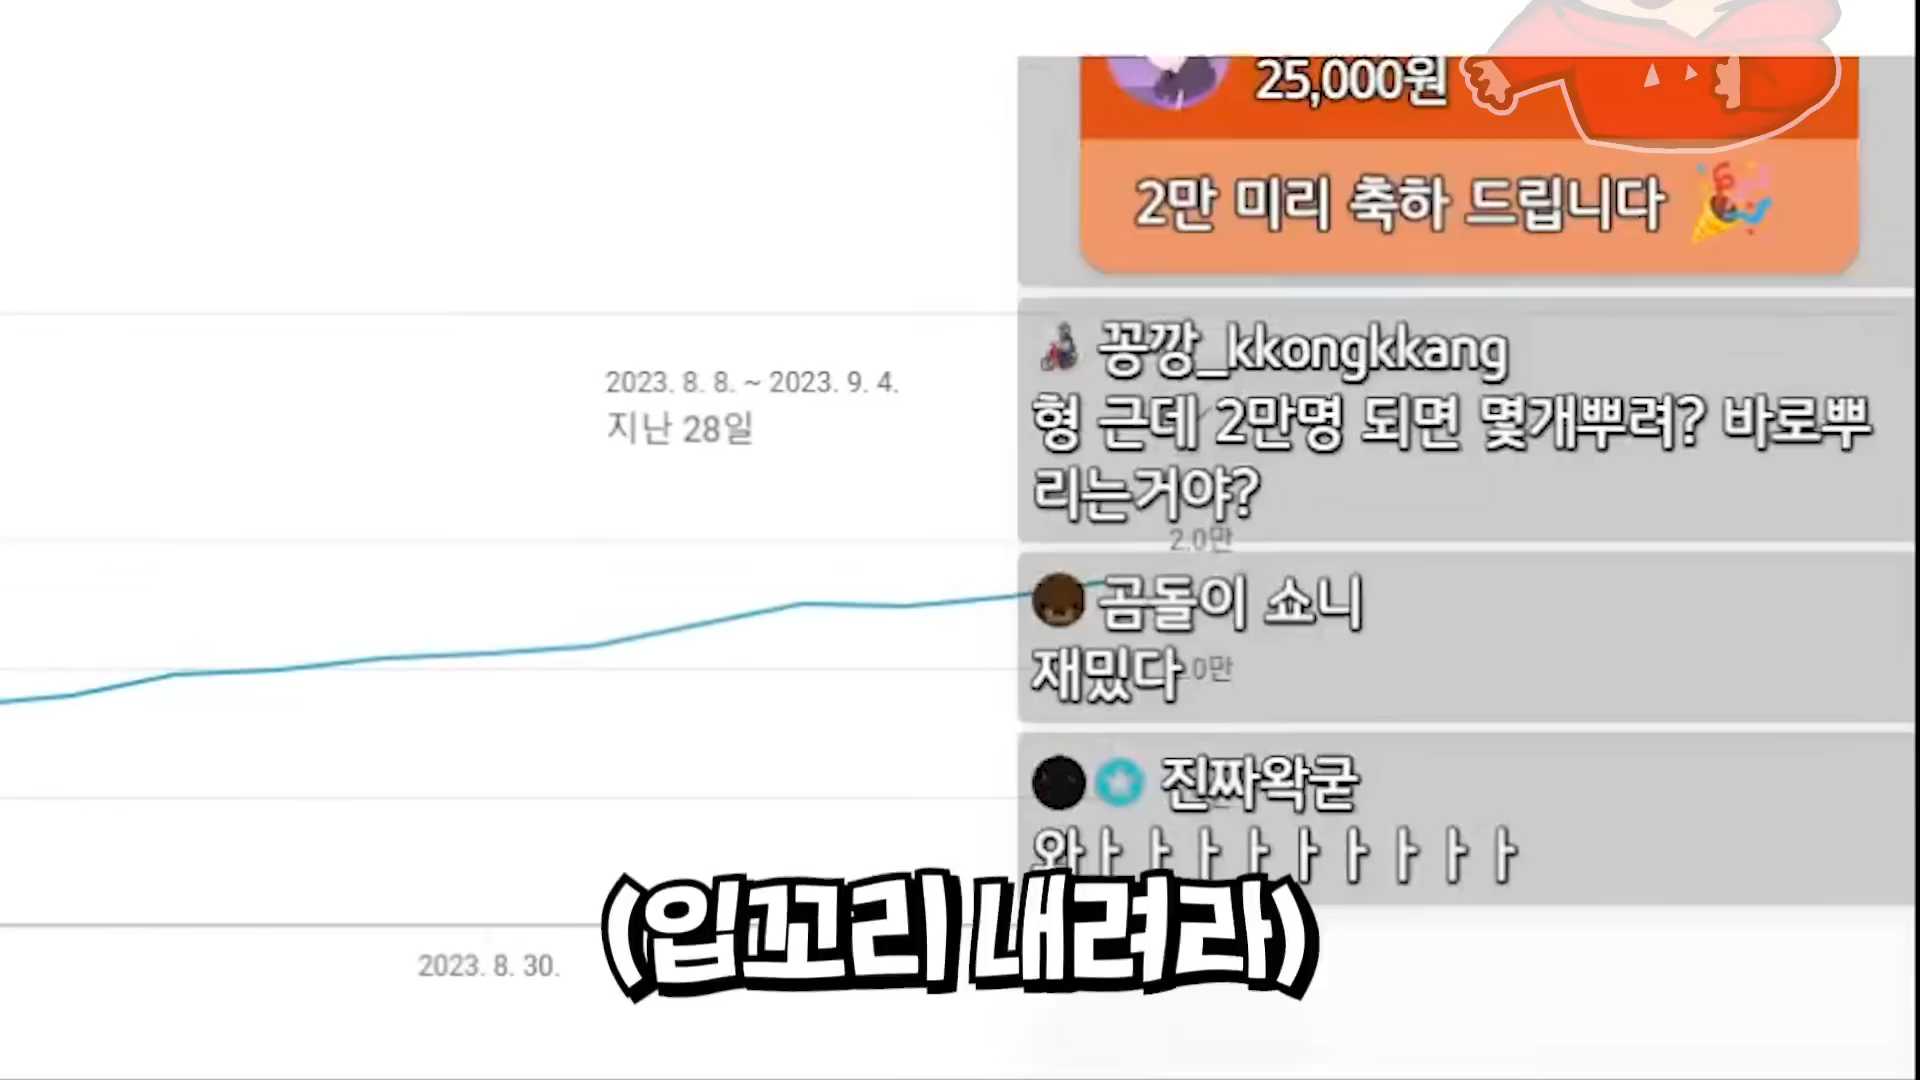 25,000원
2만 미리 축하 드립니다
2023. 8. 8. ~ 2023. 9. 4.
지난 28일
꽁깡_kkongkkang
형 근데 2만명 되면 몇개뿌려? 바로뿌
리는거야?
2.0만
곰돌이 쇼니
재밌다
.0만
진짜왁굳
와ㅏㅏㅏㅏㅏㅏㅏㅏㅏ
(입꼬리 내려라)
2023. 8. 30.